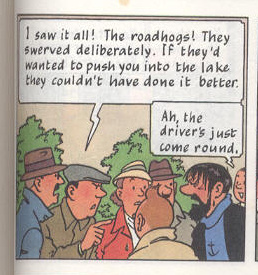 I saw it all! The roadhogs! They
swerved deliberately. If they'd
wanted to push you into the lake
they couldn't have done it better.
Ah, the
driver's just
come round.